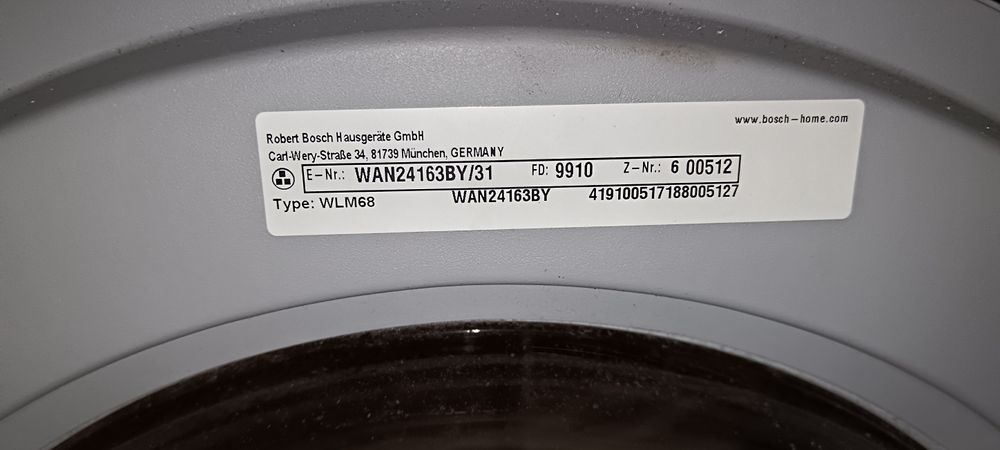 www.bosch-home.com
Robert Bosch Hausgeräte GmbH
Carl-Wery-Straße 34, 81739 München, GERMANY
E-Nr.: WAN24163BY/31 FD: 9910 Z-Nr.: 6 00512
Type: WLM68 WAN24163BY 419100517188005127